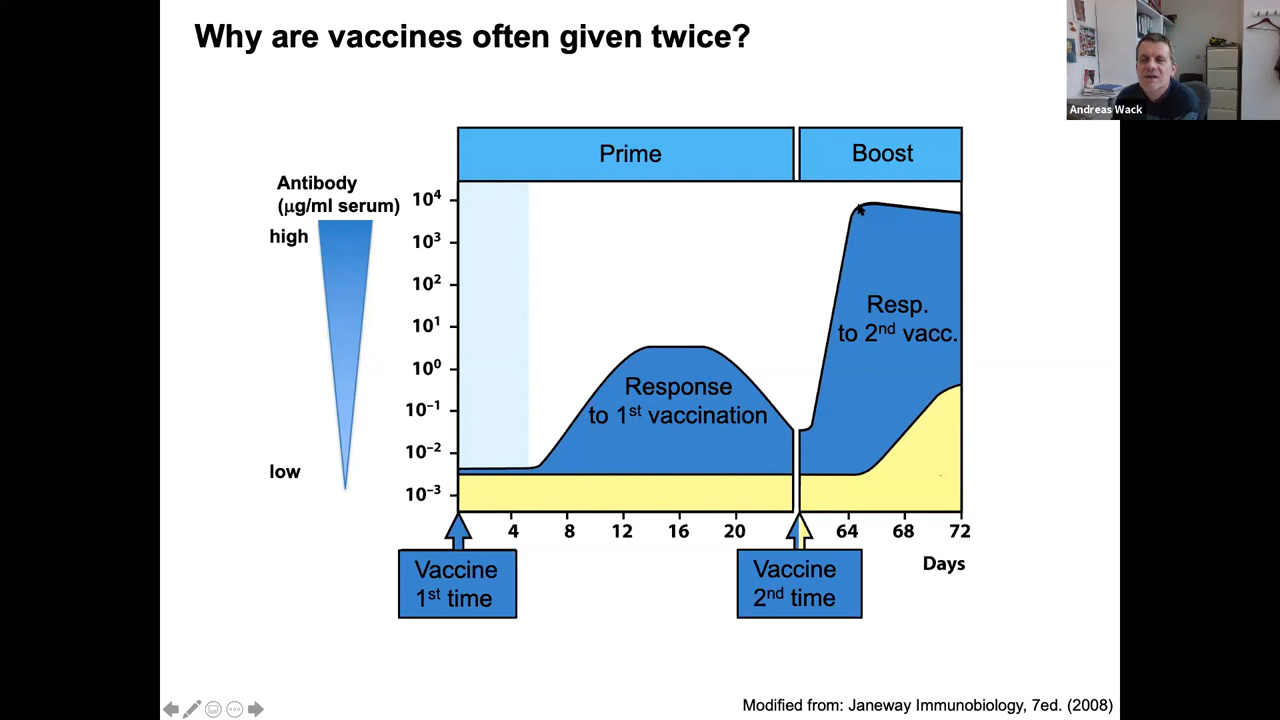 Why are vaccines often given twice?
Andreas Wack
Prime
Boost
Antibody
(μg/ml serum)
high
low
10⁴
10³
10²
10¹
10⁰
10⁻¹
10⁻²
10⁻³
Response
to 1st vaccination
Resp.
to 2nd vacc.
4 8 12 16 20 64 68 72
Days
Vaccine
1st time
Vaccine
2nd time
Modified from: Janeway Immunobiology, 7ed. (2008)